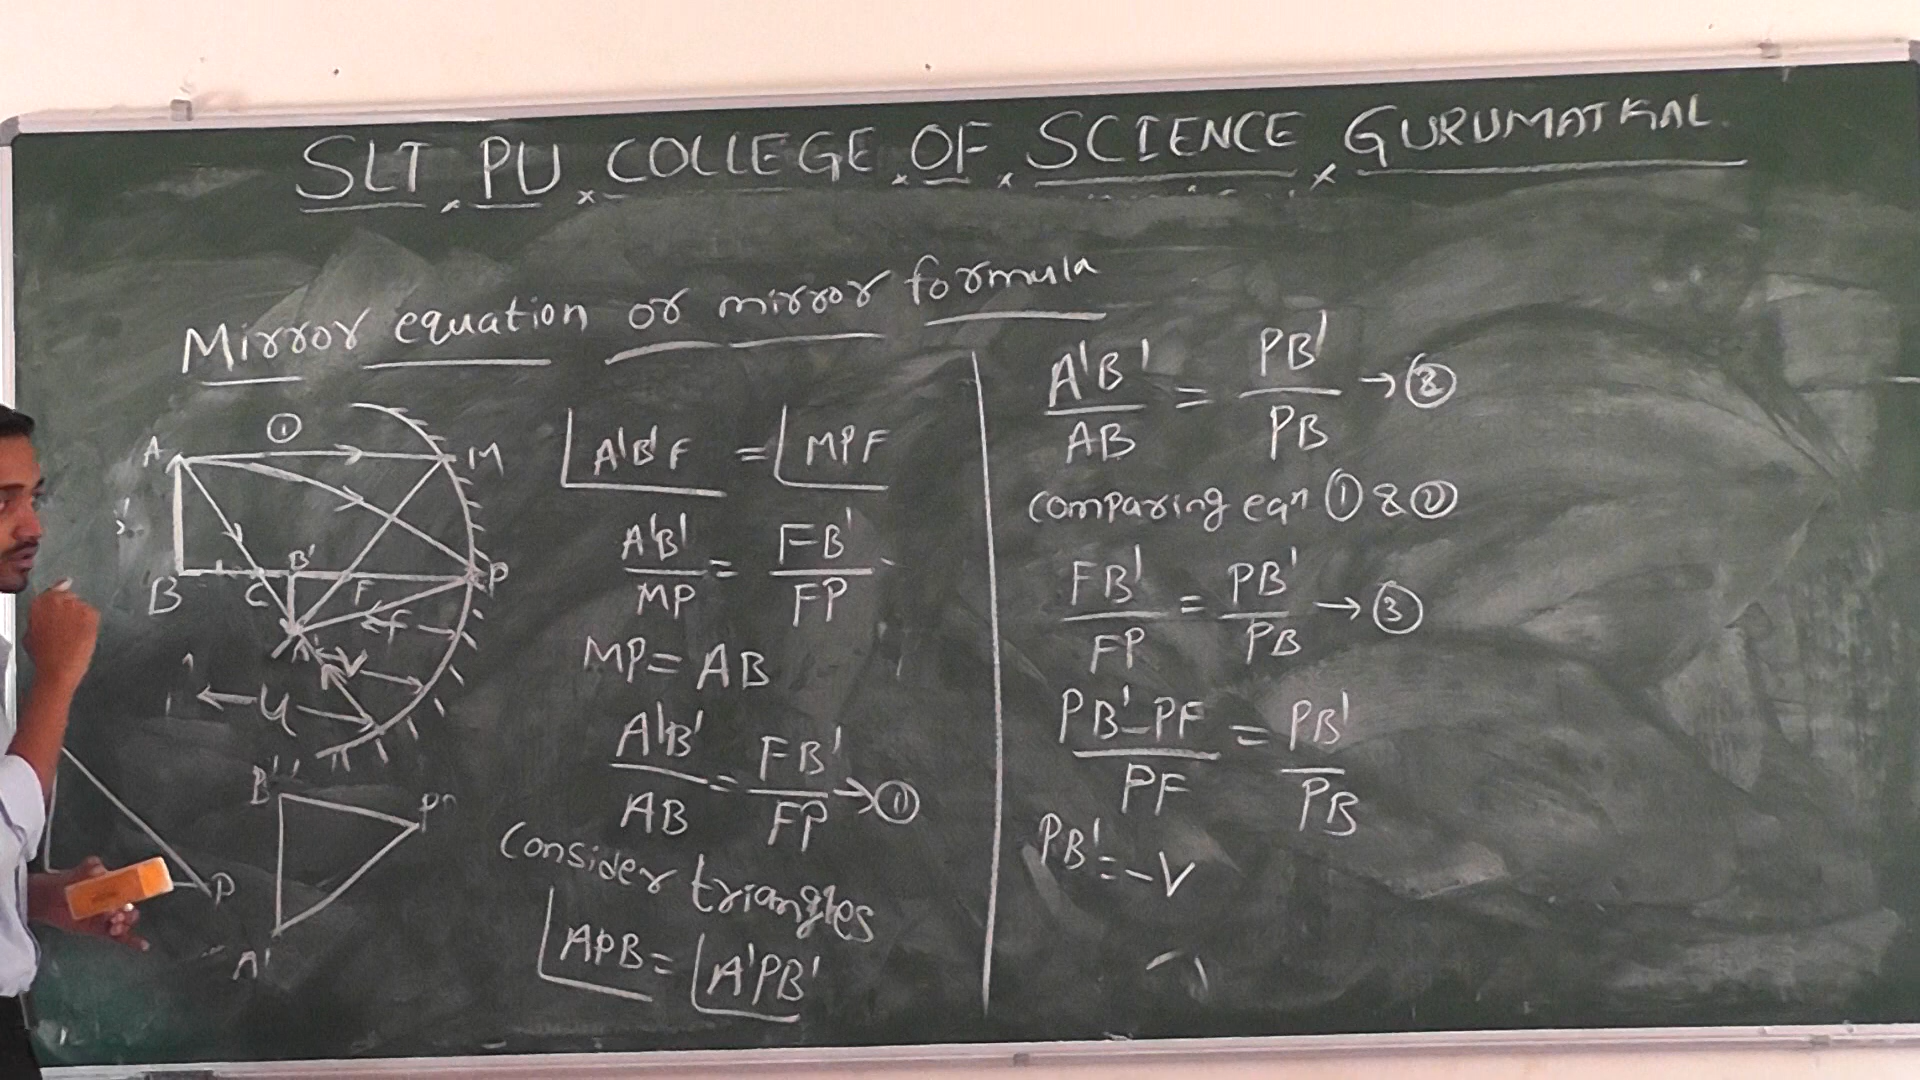 SLT PU COLLEGE OF SCIENCE GURUMATKAL.
Mirror equation or mirror formula
A ① M
B C B' F P
f
A' v
u
B' P
A'
P
A'B'F = MPF
A'B'/MP = FB'/FP
MP = AB
A'B'/AB = FB'/FP → ①
Consider triangles
APB = A'PB'
A'B'/AB = PB'/PB → ②
comparing eqn ① & ②
FB'/FP = PB'/PB → ③
PB'-PF/PF = PB'/PB
PB' = -V